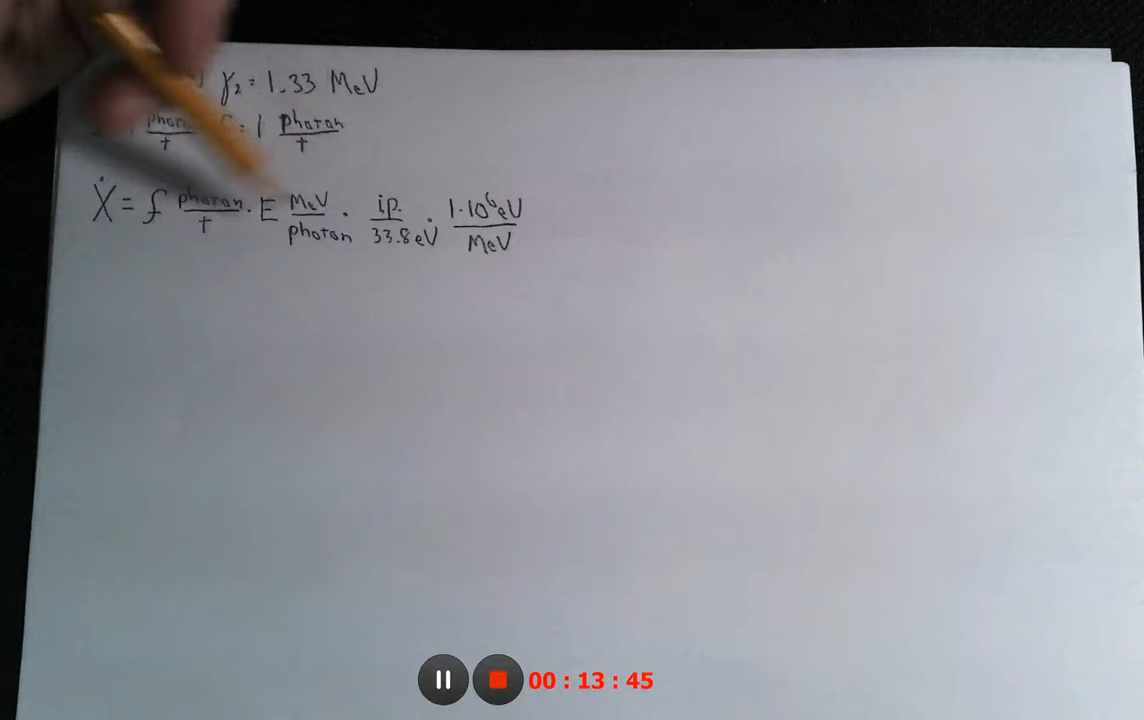 γ₂ = 1.33 MeV
photon/t = 1 photon/t
Ẋ = f photon/t · E MeV/photon · i.p./33.8 eV · 1·10⁶ eV/MeV
00 : 13 : 45